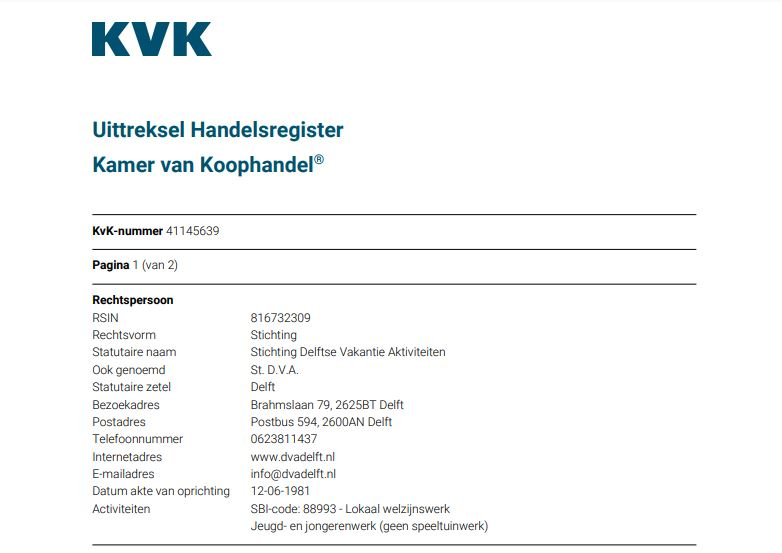 KVK
Uittreksel Handelsregister
Kamer van Koophandel®
KvK-nummer 41145639
Pagina 1 (van 2)
Rechtspersoon
RSIN 816732309
Rechtsvorm Stichting
Statutaire naam Stichting Delftse Vakantie Aktiviteiten
Ook genoemd St. D.V.A.
Statutaire zetel Delft
Bezoekadres Brahmslaan 79, 2625BT Delft
Postadres Postbus 594, 2600AN Delft
Telefoonnummer 0623811437
Internetadres www.dvadelft.nl
E-mailadres info@dvadelft.nl
Datum akte van oprichting 12-06-1981
Activiteiten SBI-code: 88993 - Lokaal welzijnswerk
Jeugd- en jongerenwerk (geen speeltuinwerk)